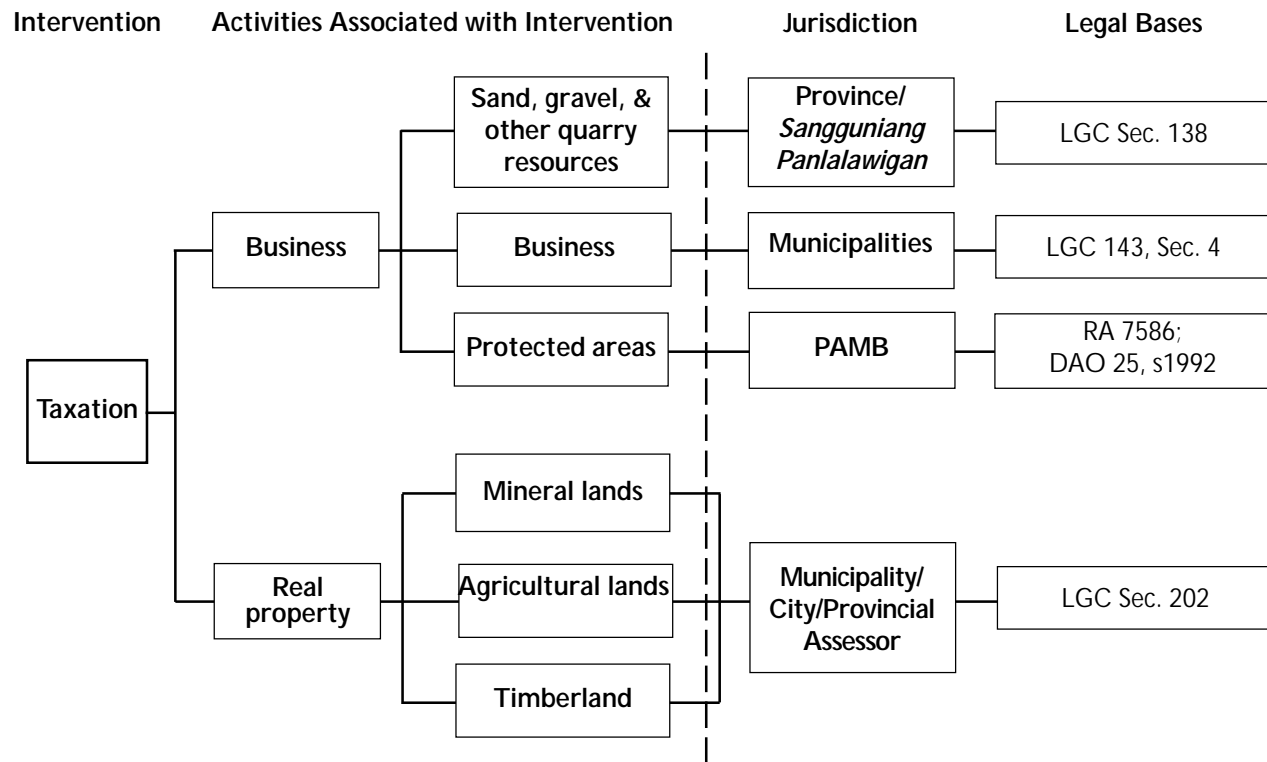 Intervention
Activities Associated with Intervention
Jurisdiction
Legal Bases
Sand, gravel, &
other quarry
resources
Province/
Sangguniang
Panlalawigan
LGC Sec. 138
Business
Business
Municipalities
LGC 143, Sec. 4
Protected areas
PAMB
RA 7586;
DAO 25, s1992
Taxation
Mineral lands
Real
property
Agricultural lands
Municipality/
City/Provincial
Assessor
LGC Sec. 202
Timberland